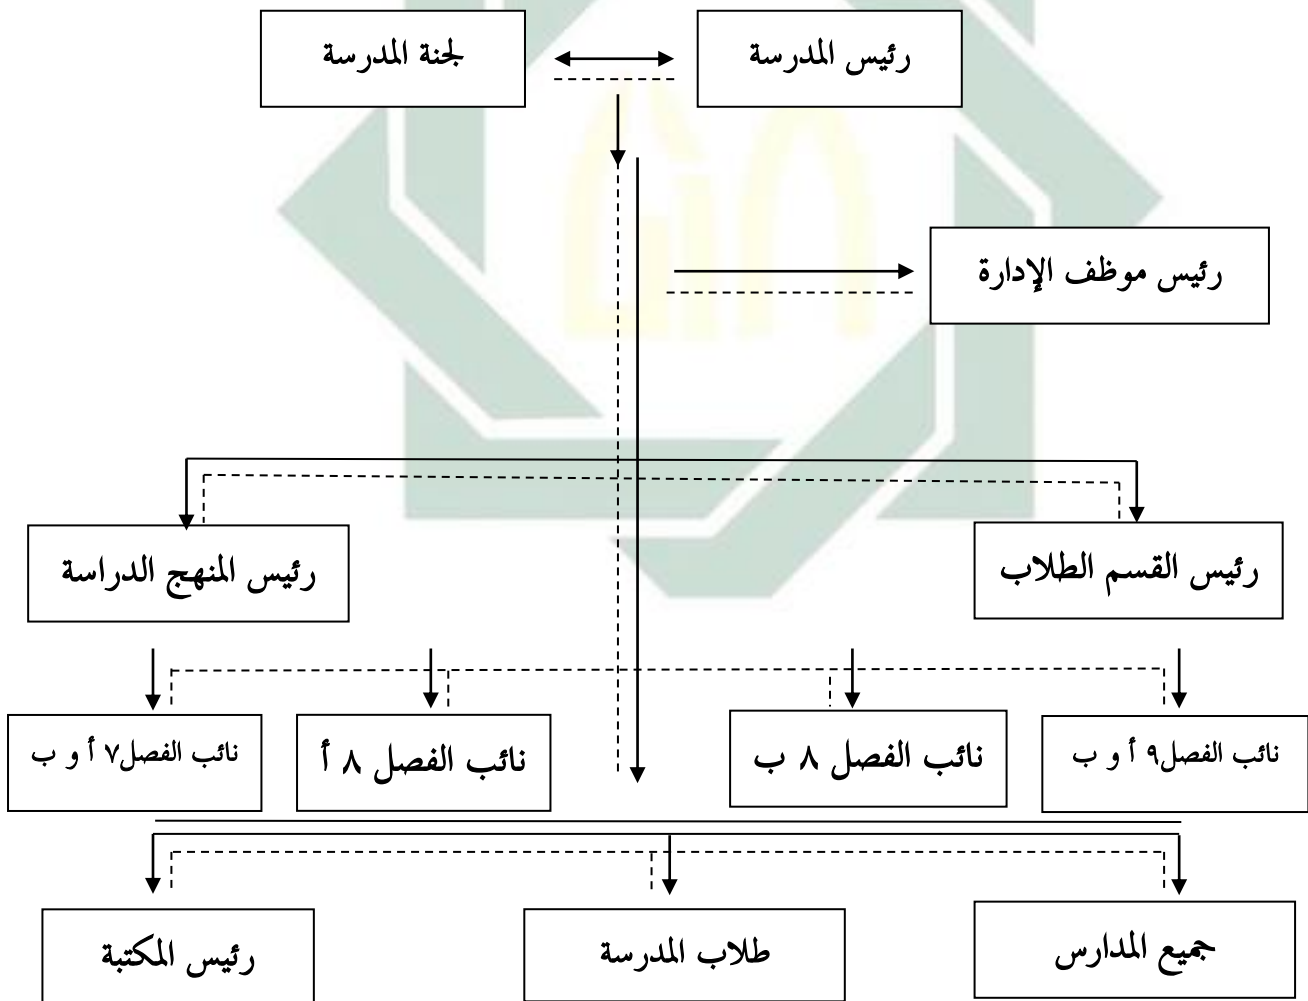 رئيس المدرسة
لجنة المدرسة
رئيس موظف الإدارة
رئيس القسم الطلاب
رئيس المنهج الدراسة
نائب الفصل٩ أ و ب
نائب الفصل ٨ ب
نائب الفصل ٨ أ
نائب الفصل٧ أ و ب
جميع المدارس
طلاب المدرسة
رئيس المكتبة